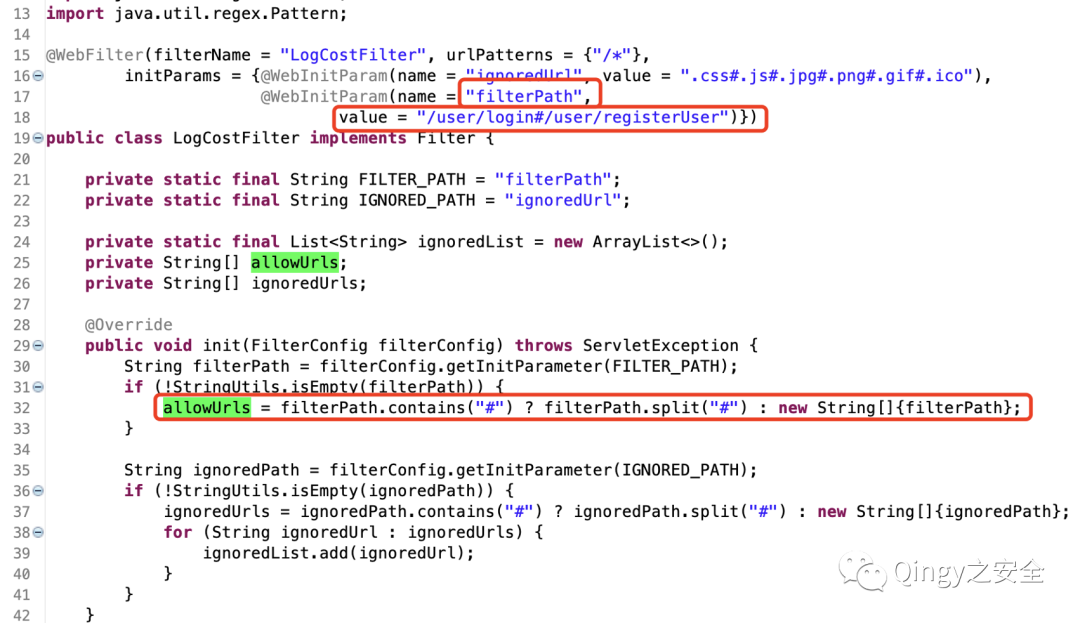 13 import java.util.regex.Pattern;
14
15 @WebFilter(filterName = "LogCostFilter", urlPatterns = {"/*"},
16 initParams = {@WebInitParam(name = "ignoredUrl", value = ".css#.js#.jpg#.png#.gif#.ico"),
17 @WebInitParam(name = "filterPath",
18 value = "/user/login#/user/registerUser")})
19 public class LogCostFilter implements Filter {
20
21 private static final String FILTER_PATH = "filterPath";
22 private static final String IGNORED_PATH = "ignoredUrl";
23
24 private static final List<String> ignoredList = new ArrayList<>();
25 private String[] allowUrls;
26 private String[] ignoredUrls;
27
28 @Override
29 public void init(FilterConfig filterConfig) throws ServletException {
30 String filterPath = filterConfig.getInitParameter(FILTER_PATH);
31 if (!StringUtils.isEmpty(filterPath)) {
32 allowUrls = filterPath.contains("#") ? filterPath.split("#") : new String[]{filterPath};
33 }
34
35 String ignoredPath = filterConfig.getInitParameter(IGNORED_PATH);
36 if (!StringUtils.isEmpty(ignoredPath)) {
37 ignoredUrls = ignoredPath.contains("#") ? ignoredPath.split("#") : new String[]{ignoredPath};
38 for (String ignoredUrl : ignoredUrls) {
39 ignoredList.add(ignoredUrl);
40 }
41 }
42 }
Qingy之安全